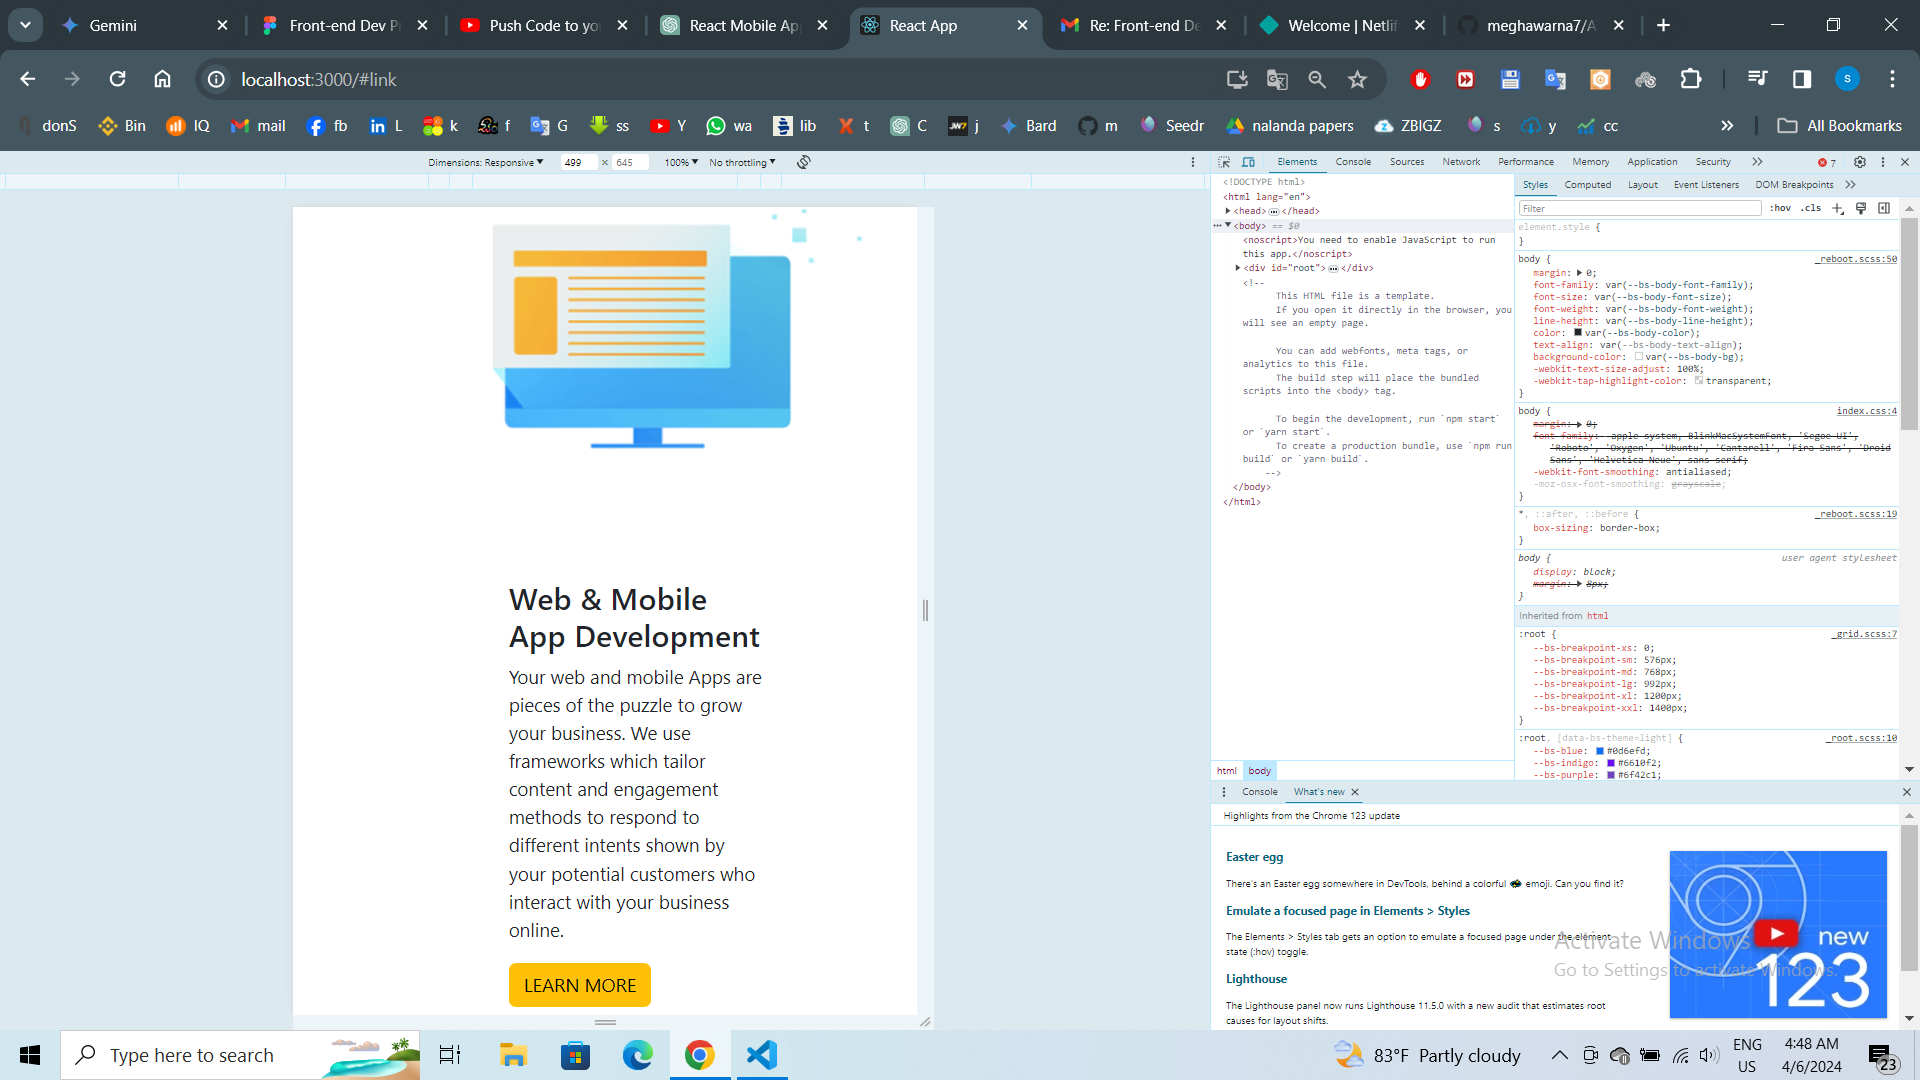 Gemini
Front-end Dev Pr
Push Code to yo
React Mobile Ap
React App
Re: Front-end De
Welcome | Netlif
meghawarna7/A
localhost:3000/#link
donS
Bin
IQ
mail
fb
L
k
f
G
ss
Y
wa
lib
t
C
j
Bard
m
Seedr
nalanda papers
ZBIGZ
s
y
cc
All Bookmarks
Dimensions: Responsive
499
×
645
100%
No throttling
Web & Mobile
App Development
Your web and mobile Apps are
pieces of the puzzle to grow
your business. We use
frameworks which tailor
content and engagement
methods to respond to
different intents shown by
your potential customers who
interact with your business
online.
LEARN MORE
Elements
Console
Sources
Network
Performance
Memory
Application
Security
7
<!DOCTYPE html>
<html lang="en">
<head>
</head>
<body> == $0
<noscript>You need to enable JavaScript to run
this app.</noscript>
<div id="root">
</div>
<!--
This HTML file is a template.
If you open it directly in the browser, you
will see an empty page.
You can add webfonts, meta tags, or
analytics to this file.
The build step will place the bundled
scripts into the <body> tag.
To begin the development, run `npm start`
or `yarn start`.
To create a production bundle, use `npm run
build` or `yarn build`.
-->
</body>
</html>
html
body
Styles
Computed
Layout
Event Listeners
DOM Breakpoints
Filter
:hov
.cls
element.style {
}
body {
_reboot.scss:50
margin: 0;
font-family: var(--bs-body-font-family);
font-size: var(--bs-body-font-size);
font-weight: var(--bs-body-font-weight);
line-height: var(--bs-body-line-height);
color: var(--bs-body-color);
text-align: var(--bs-body-text-align);
background-color: var(--bs-body-bg);
-webkit-text-size-adjust: 100%;
-webkit-tap-highlight-color: transparent;
}
body {
index.css:4
margin: 0;
font-family: -apple-system, BlinkMacSystemFont, 'Segoe UI',
'Roboto', 'Oxygen', 'Ubuntu', 'Cantarell', 'Fira Sans', 'Droid
Sans', 'Helvetica Neue', sans-serif;
-webkit-font-smoothing: antialiased;
-moz-osx-font-smoothing: grayscale;
}
*, ::after, ::before {
_reboot.scss:19
box-sizing: border-box;
}
body {
user agent stylesheet
display: block;
margin: 8px;
}
Inherited from html
:root {
_grid.scss:7
--bs-breakpoint-xs: 0;
--bs-breakpoint-sm: 576px;
--bs-breakpoint-md: 768px;
--bs-breakpoint-lg: 992px;
--bs-breakpoint-xl: 1200px;
--bs-breakpoint-xxl: 1400px;
}
:root, [data-bs-theme=light] {
_root.scss:10
--bs-blue: #0d6efd;
--bs-indigo: #6610f2;
--bs-purple: #6f42c1;
Console
What's new
Highlights from the Chrome 123 update
Easter egg
There's an Easter egg somewhere in DevTools, behind a colorful emoji. Can you find it?
Emulate a focused page in Elements > Styles
The Elements > Styles tab gets an option to emulate a focused page under the element
state (:hov) toggle.
Lighthouse
The Lighthouse panel now runs Lighthouse 11.5.0 with a new audit that estimates root
causes for layout shifts.
new
123
Activate Windows
Go to Settings to activate Windows.
Type here to search
83°F Partly cloudy
ENG
US
4:48 AM
4/6/2024
23